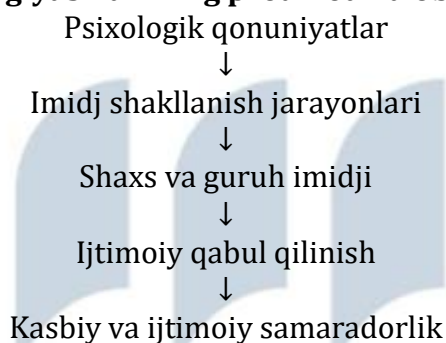 Psixologik qonuniyatlar
↓
Imidj shakllanish jarayonlari
↓
Shaxs va guruh imidji
↓
Ijtimoiy qabul qilinish
↓
Kasbiy va ijtimoiy samaradorlik